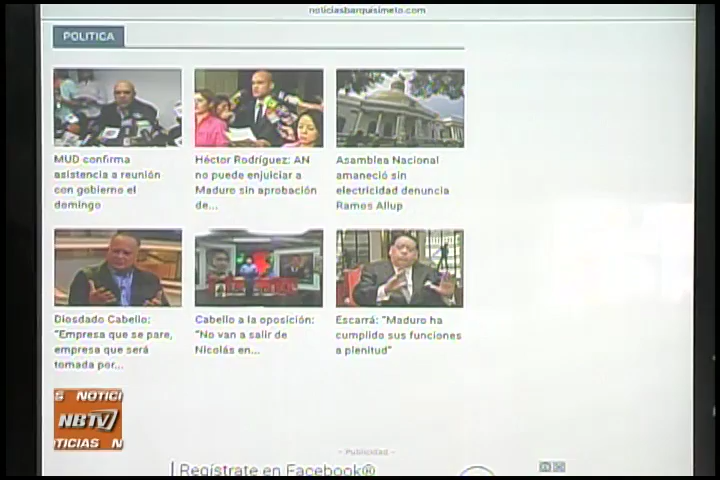 noticiasbarquisimeto.com
POLITICA
MUD confirma
asistencia a reunión
con gobierno el
domingo
Héctor Rodríguez: AN
no puede enjuiciar a
Maduro sin aprobación
de...
Asamblea Nacional
amaneció sin
electricidad denuncia
Ramos Allup
Diosdado Cabello:
"Empresa que se pare,
empresa que será
tomada por...
Cabello a la oposición:
"No van a salir de
Nicolás en...
Escarrá: "Maduro ha
cumplido sus funciones
a plenitud"
S NOTICI
NBTV
OTICIAS N
- Publicidad -
Regístrate en Facebook®